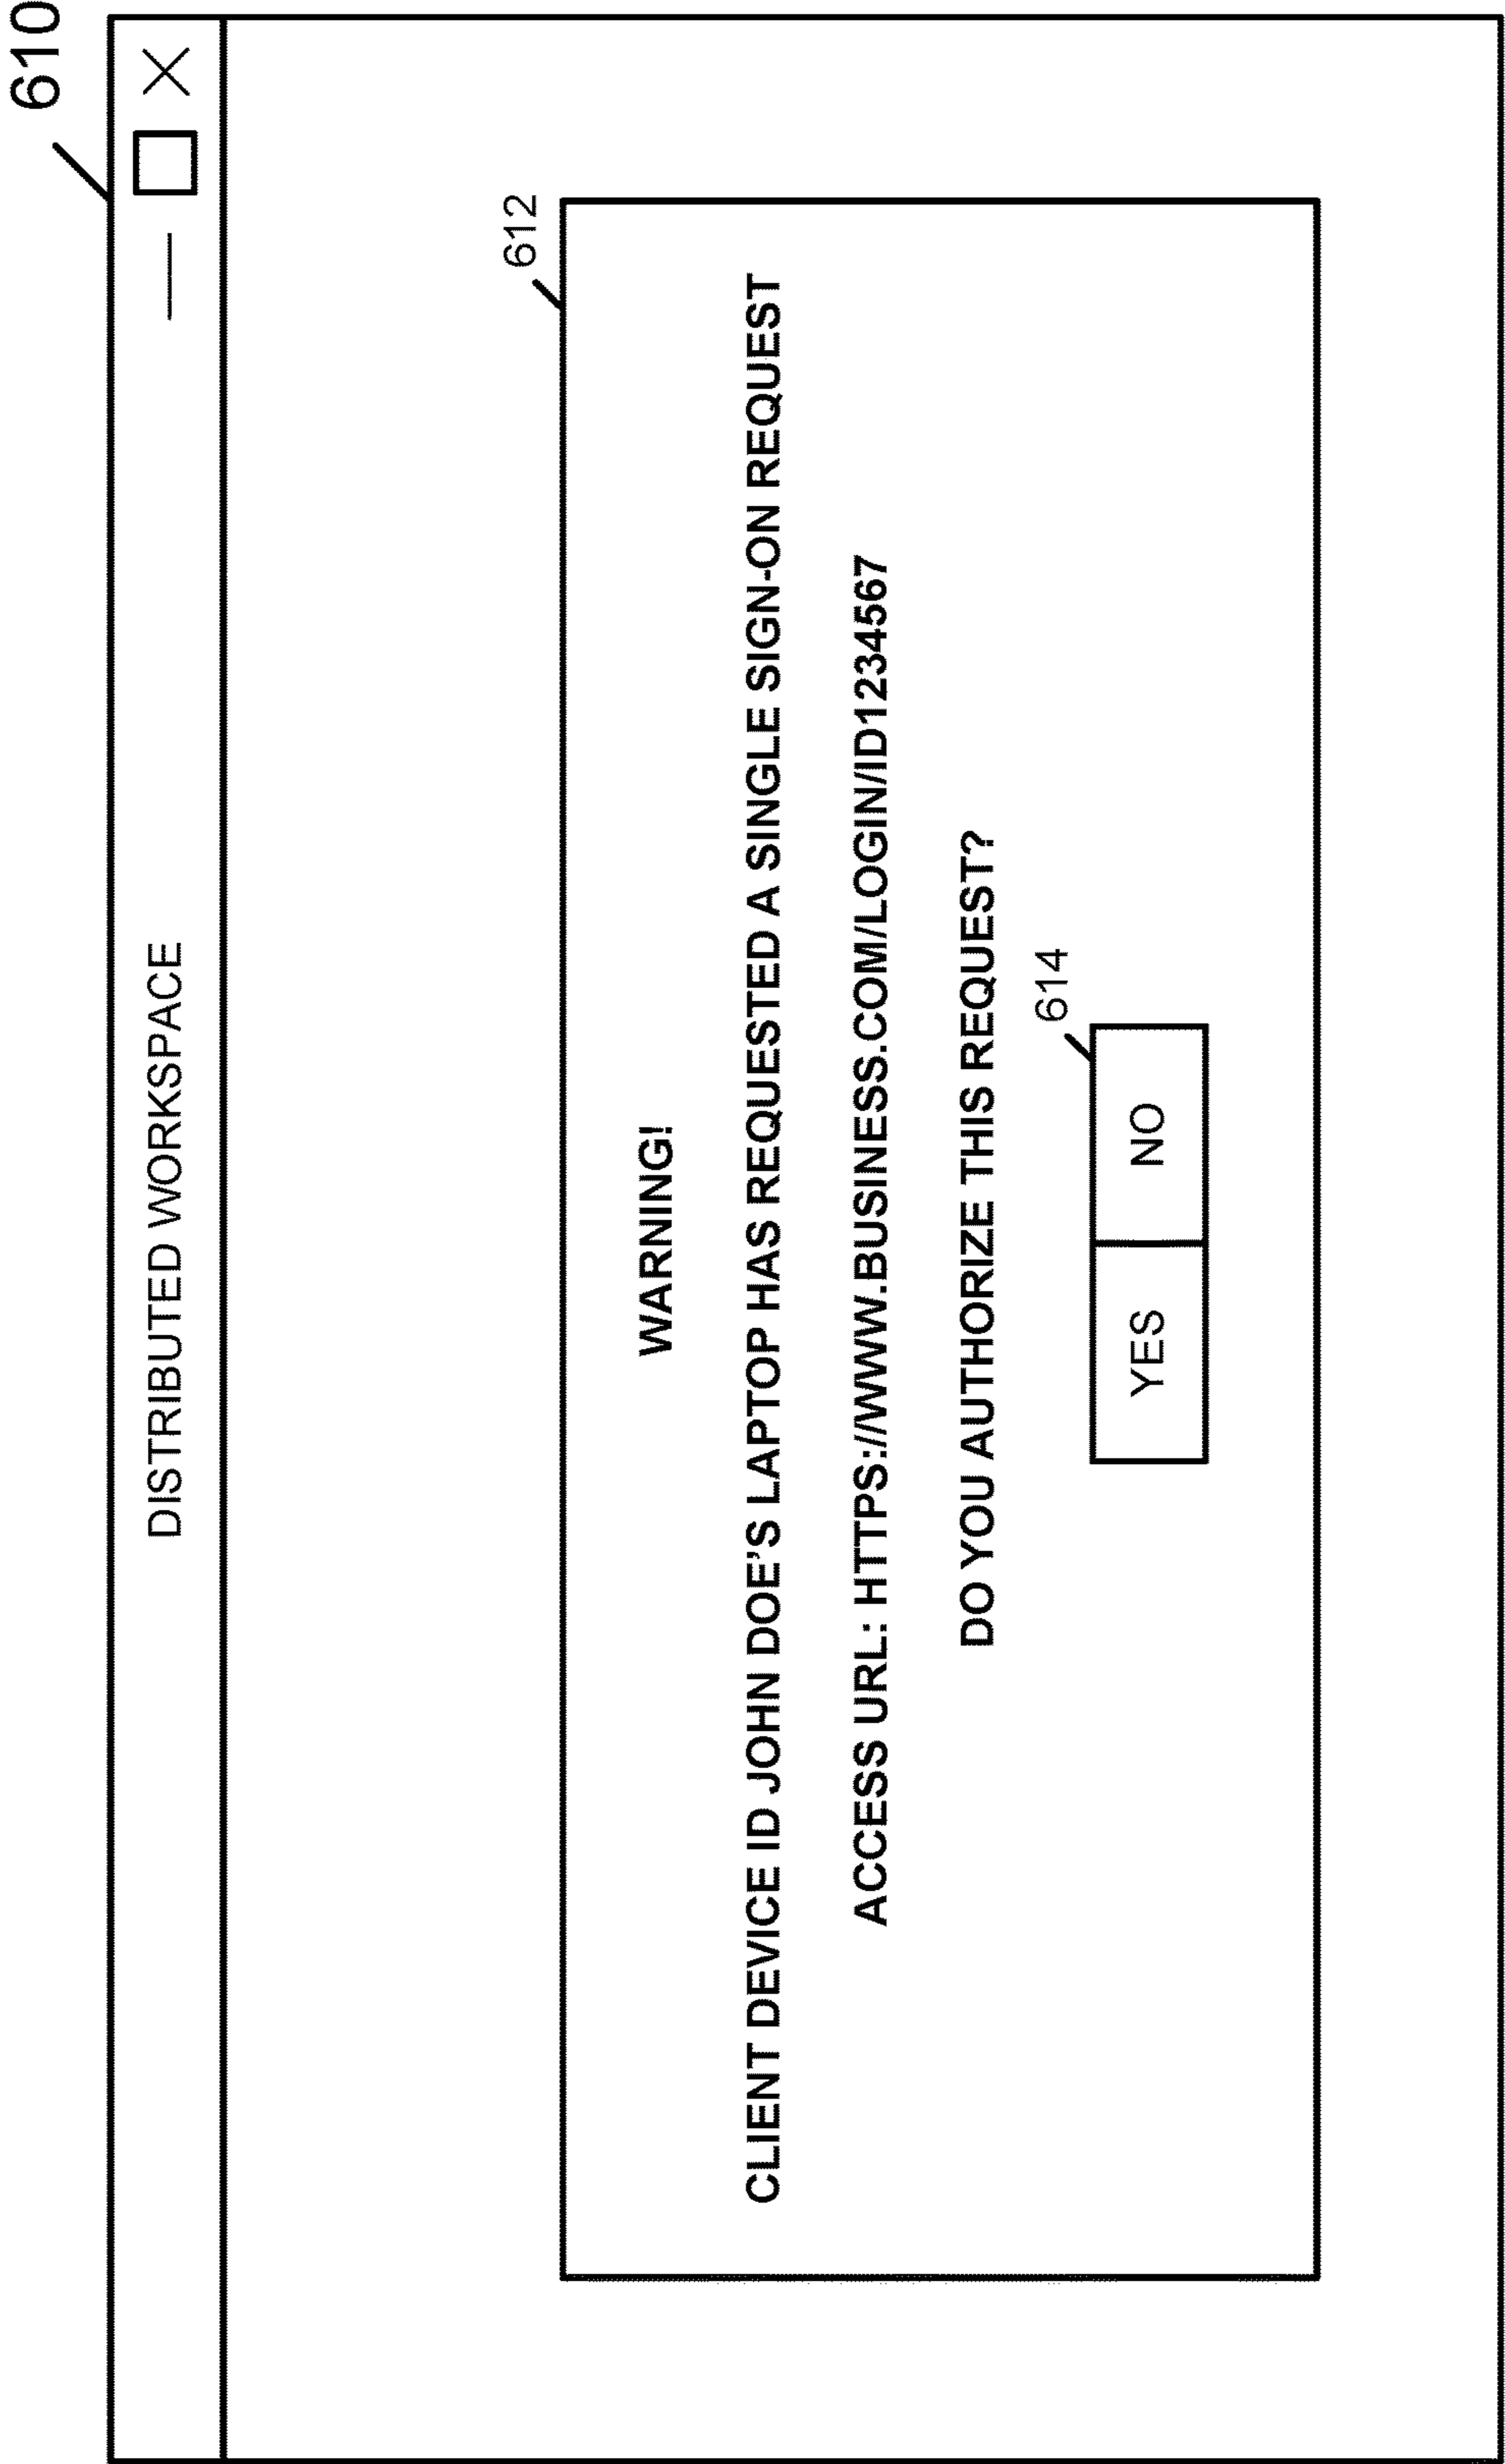 610
DISTRIBUTED WORKSPACE
612
WARNING!
CLIENT DEVICE ID JOHN DOE'S LAPTOP HAS REQUESTED A SINGLE SIGN-ON REQUEST
ACCESS URL: HTTPS://WWW.BUSINESS.COM/LOGIN/ID1234567
DO YOU AUTHORIZE THIS REQUEST?
614
YES NO